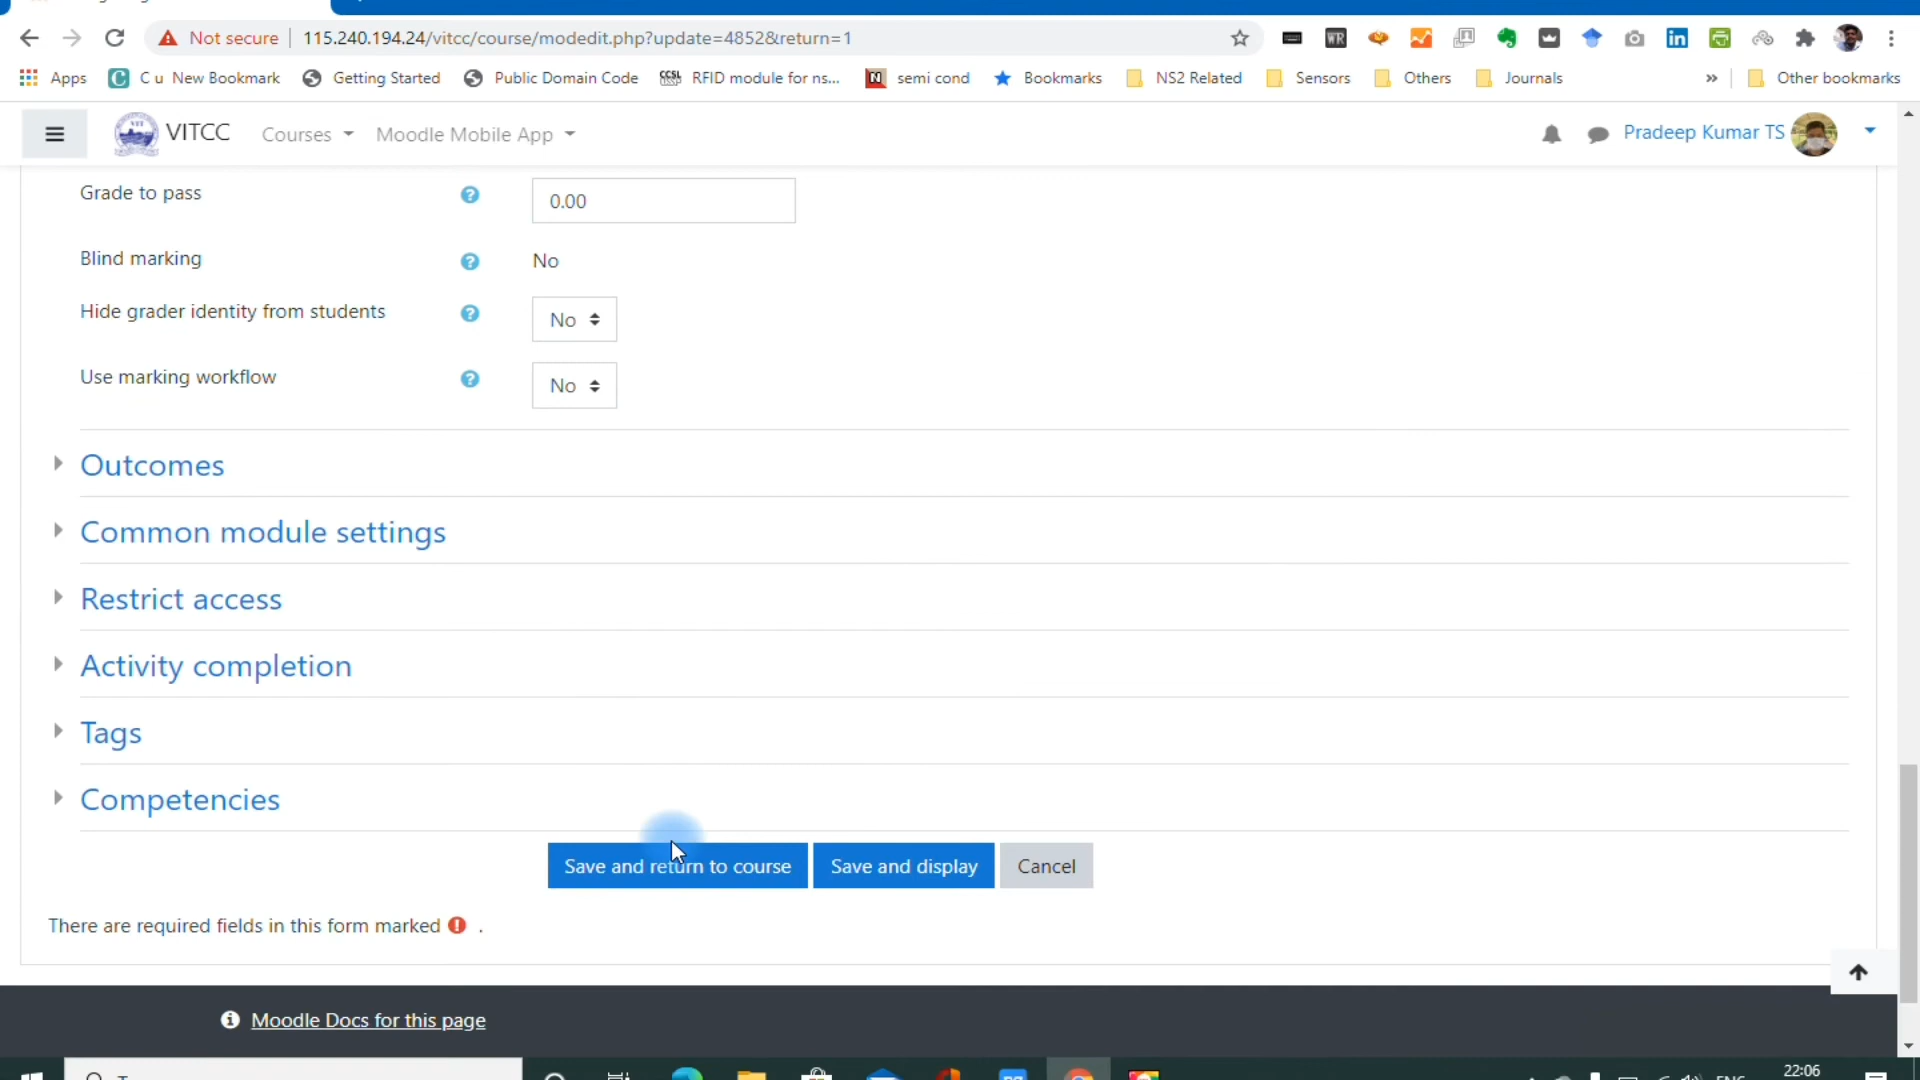 Not secure 115.240.194.24/vitcc/course/modedit.php?update=4852&return=1
WR
in
Apps C C u New Bookmark Getting Started Public Domain Code CCSL RFID module for ns... N semi cond Bookmarks NS2 Related Sensors Others Journals » Other bookmarks
VITCC Courses Moodle Mobile App Pradeep Kumar TS
Grade to pass ? 0.00
Blind marking ? No
Hide grader identity from students ? No
Use marking workflow ? No
Outcomes
Common module settings
Restrict access
Activity completion
Tags
Competencies
Save and return to course Save and display Cancel
There are required fields in this form marked ! .
Moodle Docs for this page
22:06